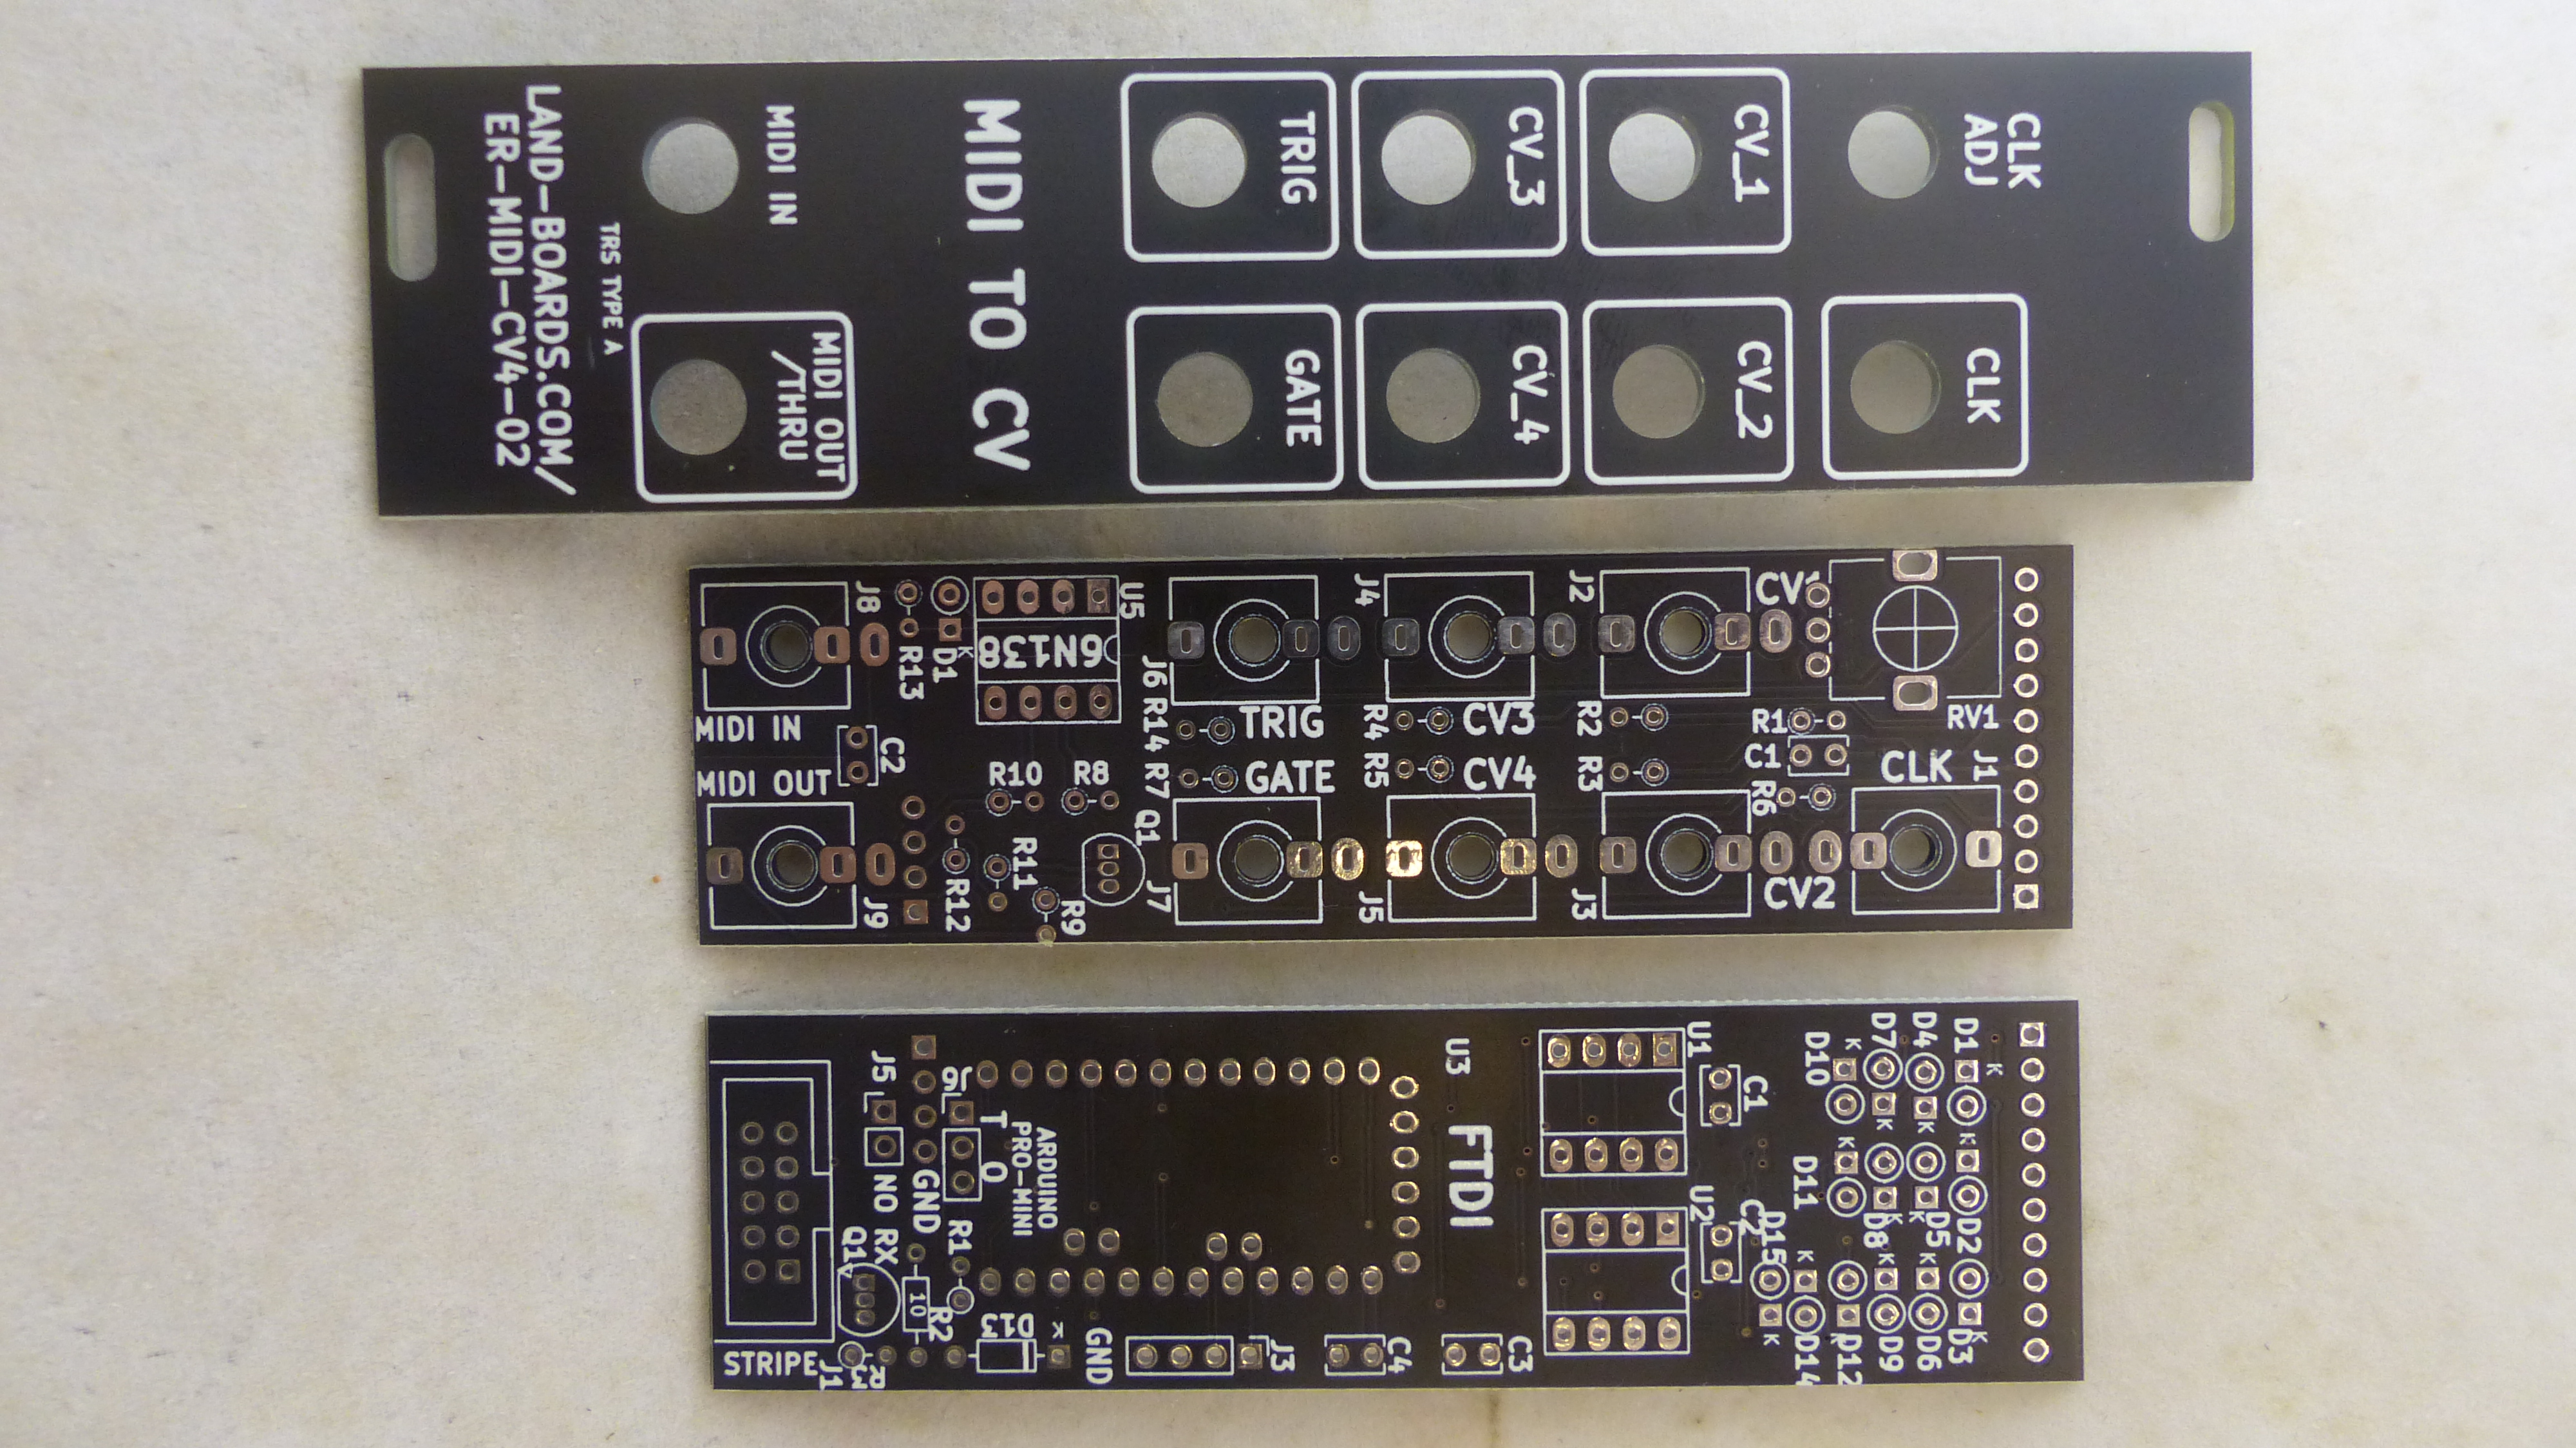 CLK
ADJ
CLK
CV_1
CV_2
CV_3
CV_4
TRIG
GATE
MIDI TO CV
MIDI OUT
/THRU
MIDI IN
TRS TYPE A
LAND-BOARDS.COM/
ER-MIDI-CV4-02
RV1
J1
CLK
CV2
R1
C1
R6
J2
R2
R3
J3
CV3
CV4
J4
R4
R5
J5
TRIG
GATE
J6
R14
R7
J7
Q1
U5
6N138
R8
R9
R10
R11
K
D1
R12
R13
J8
C2
J9
MIDI IN
MIDI OUT
K
D1
K
D2
K
D3
D4
K
D5
K
K
D6
D7
K
K
D8
K
D9
K
D10
K
D11
D12
K
D14
D15
K
C1
C2
U1
U2
C3
U3
FTDI
C4
J3
GND
K
D13
ARDUINO
PRO-MINI
T
O
J6
R1
R2
GND
10
J5
NO
RX
Q1
R3
J1
STRIPE